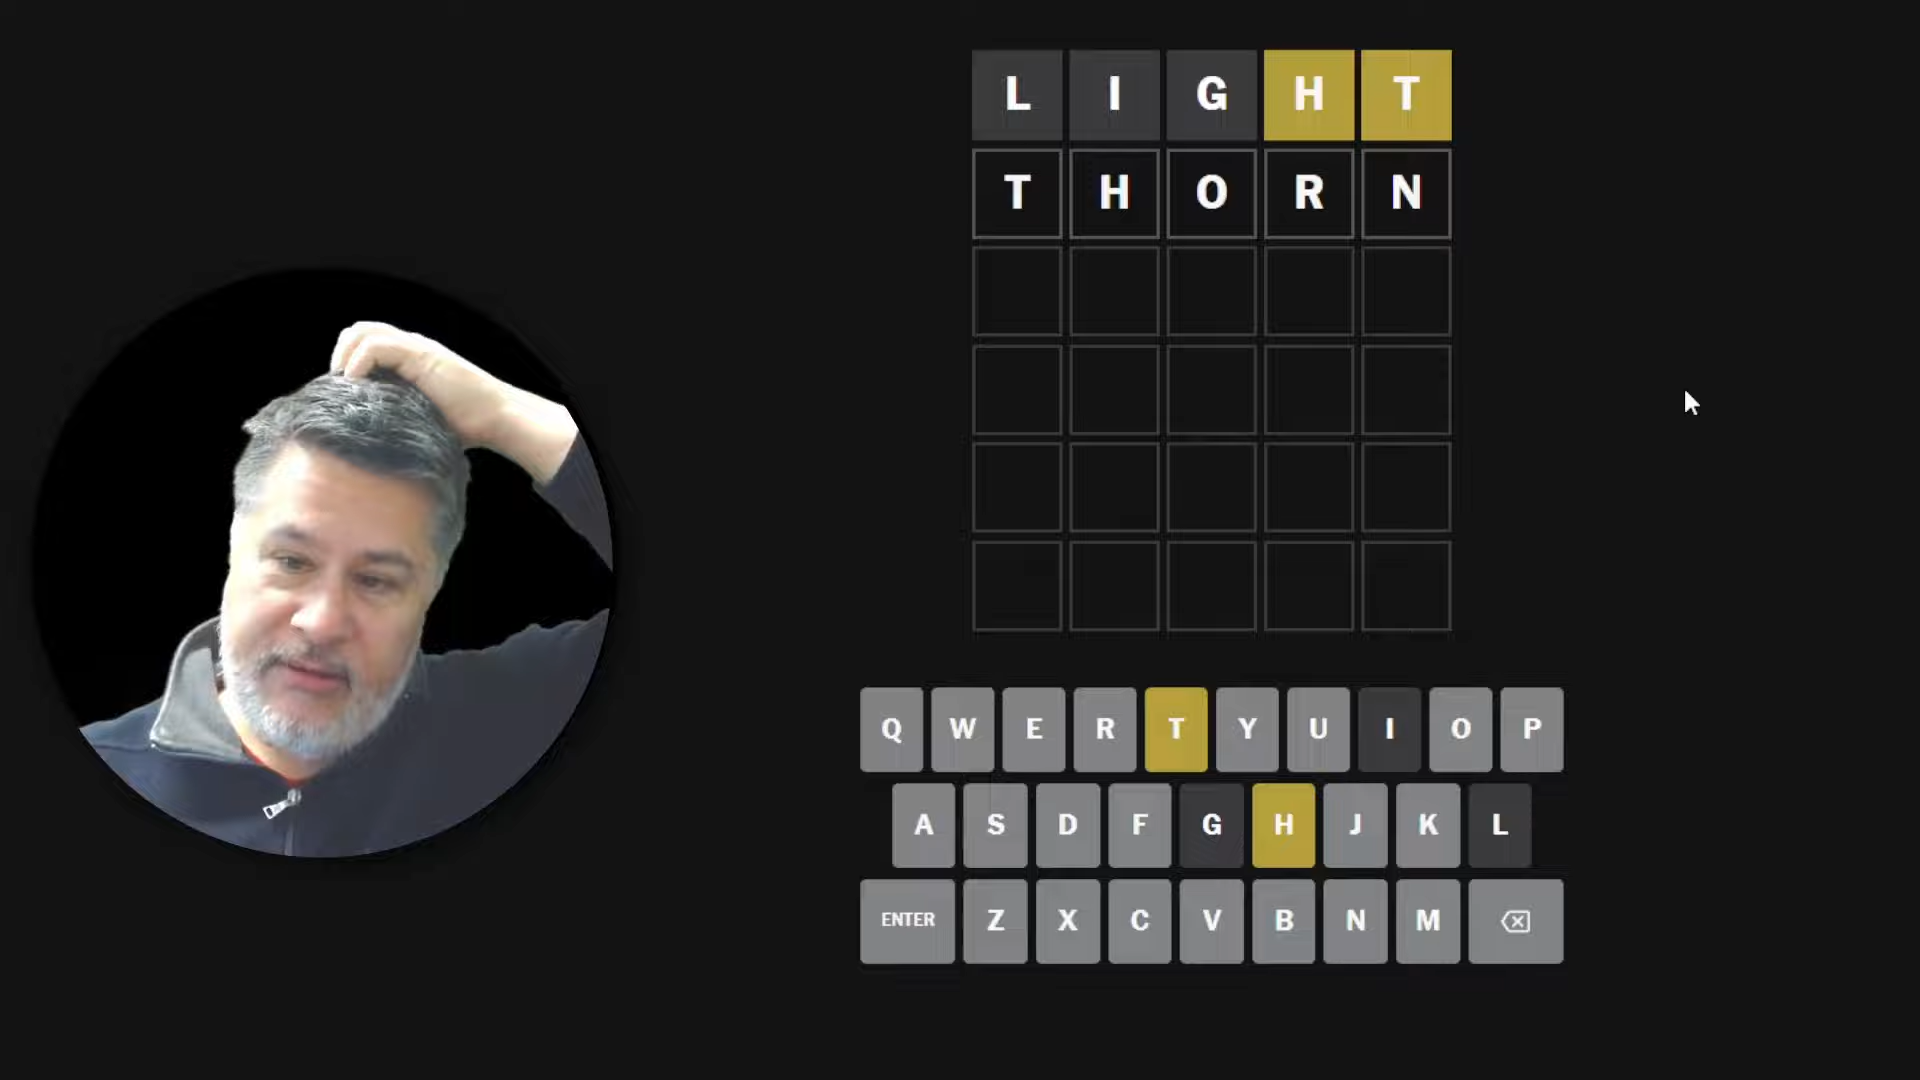 L I G H T
T H O R N
Q W E R T Y U I O P
A S D F G H J K L
ENTER Z X C V B N M